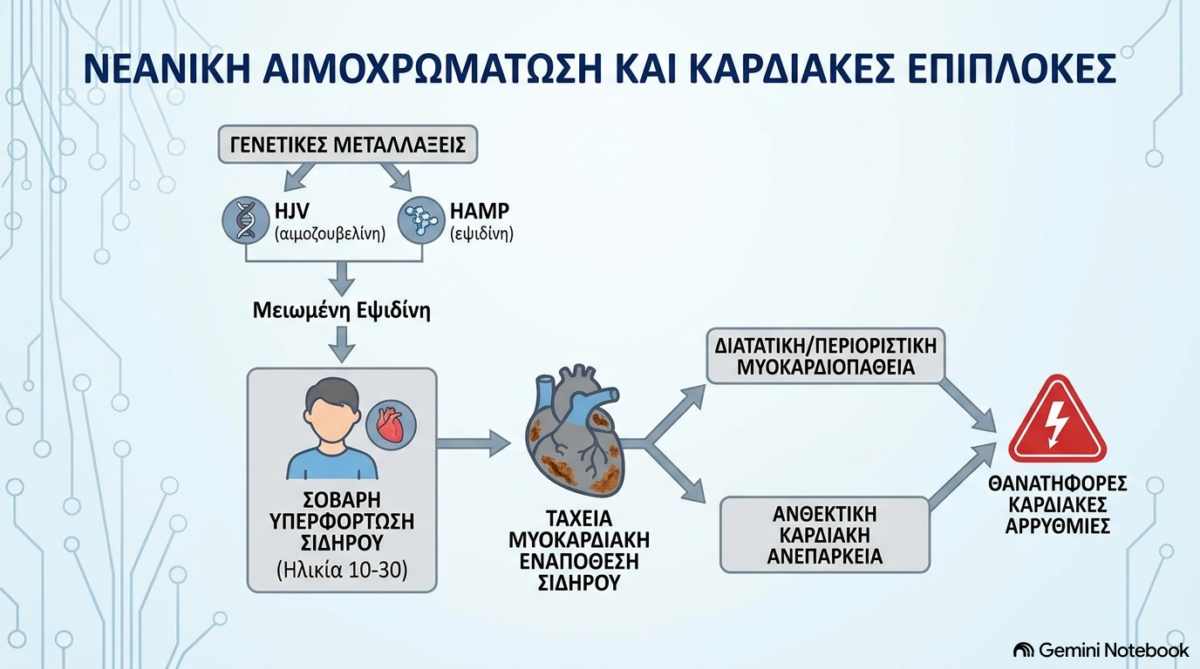 ΝΕΑΝΙΚΗ ΑΙΜΟΧΡΩΜΑΤΩΣΗ ΚΑΙ ΚΑΡΔΙΑΚΕΣ ΕΠΙΠΛΟΚΕΣ
ΓΕΝΕΤΙΚΕΣ ΜΕΤΑΛΛΑΞΕΙΣ
HJV
(αιμοζουβελίνη)
HAMP
(εψιδίνη)
Μειωμένη Εψιδίνη
ΣΟΒΑΡΗ
ΥΠΕΡΦΟΡΤΩΣΗ
ΣΙΔΗΡΟΥ
(Ηλικία 10-30)
ΤΑΧΕΙΑ
ΜΥΟΚΑΡΔΙΑΚΗ
ΕΝΑΠΟΘΕΣΗ
ΣΙΔΗΡΟΥ
ΔΙΑΤΑΤΙΚΗ/ΠΕΡΙΟΡΙΣΤΙΚΗ
ΜΥΟΚΑΡΔΙΟΠΑΘΕΙΑ
ΑΝΘΕΚΤΙΚΗ
ΚΑΡΔΙΑΚΗ
ΑΝΕΠΑΡΚΕΙΑ
ΘΑΝΑΤΗΦΟΡΕΣ
ΚΑΡΔΙΑΚΕΣ
ΑΡΡΥΘΜΙΕΣ
Gemini Notebook